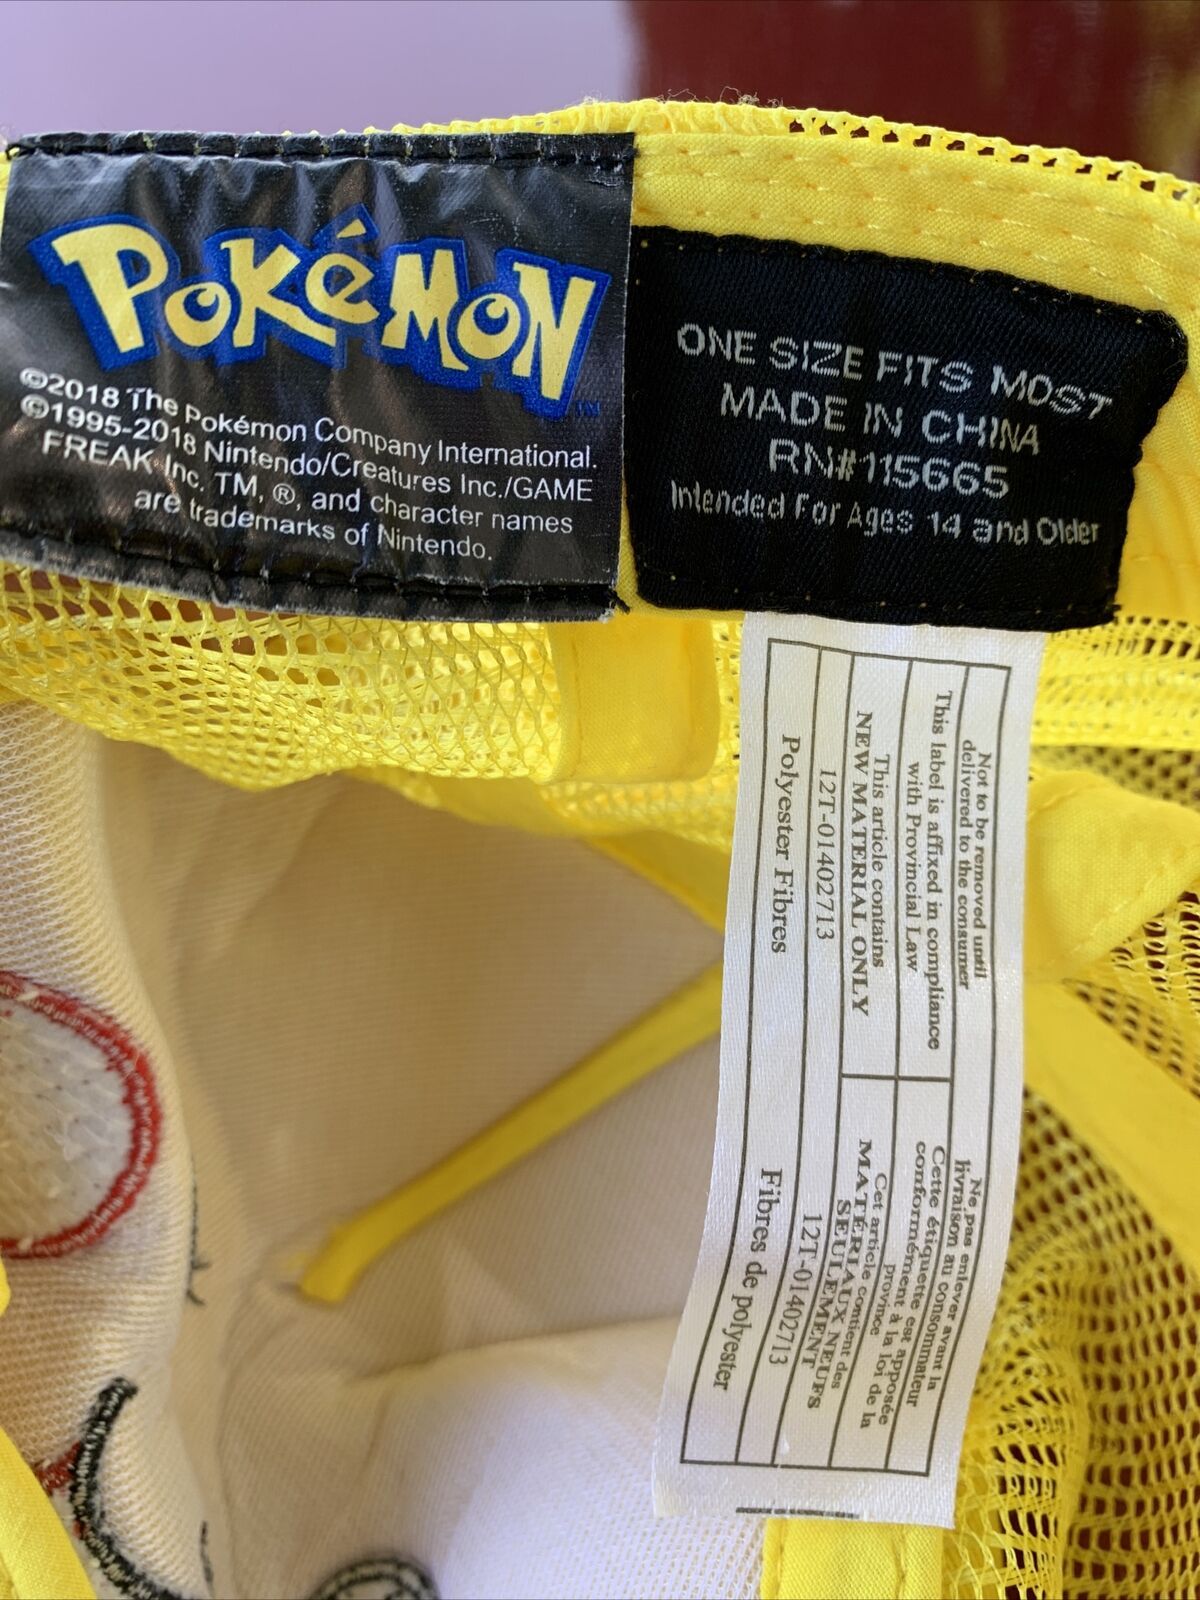 POKéMON
TM
©2018 The Pokémon Company International.
©1995-2018 Nintendo/Creatures Inc./GAME
FREAK Inc. TM, ®, and character names
are trademarks of Nintendo.
ONE SIZE FITS MOST
MADE IN CHINA
RN#115665
Intended For Ages 14 and Older
Not to be removed until
delivered to the consumer
This label is affixed in compliance
with Provincial Law
This article contains
NEW MATERIAL ONLY
12T-01402713
Polyester Fibres
Ne pas enlever avant la
livraison au consommateur
Cette étiquette est apposée
conformément à la loi de la
province
Cet article contient des
MATÉRIAUX NEUFS
SEULEMENT
12T-01402713
Fibres de polyester